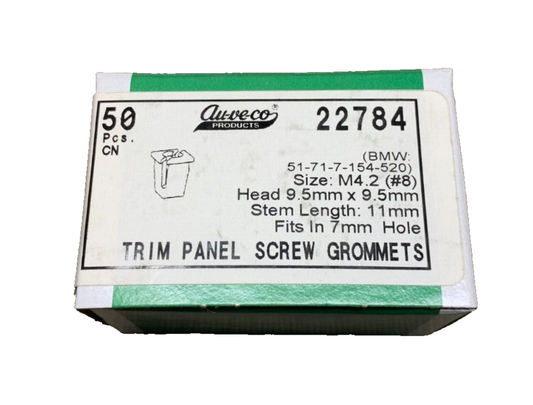 50
Pcs.
CN
Au-ve-co®
PRODUCTS
22784
(BMW:
51-71-7-154-520)
Size: M4.2 (#8)
Head 9.5mm x 9.5mm
Stem Length: 11mm
Fits In 7mm Hole
TRIM PANEL SCREW GROMMETS